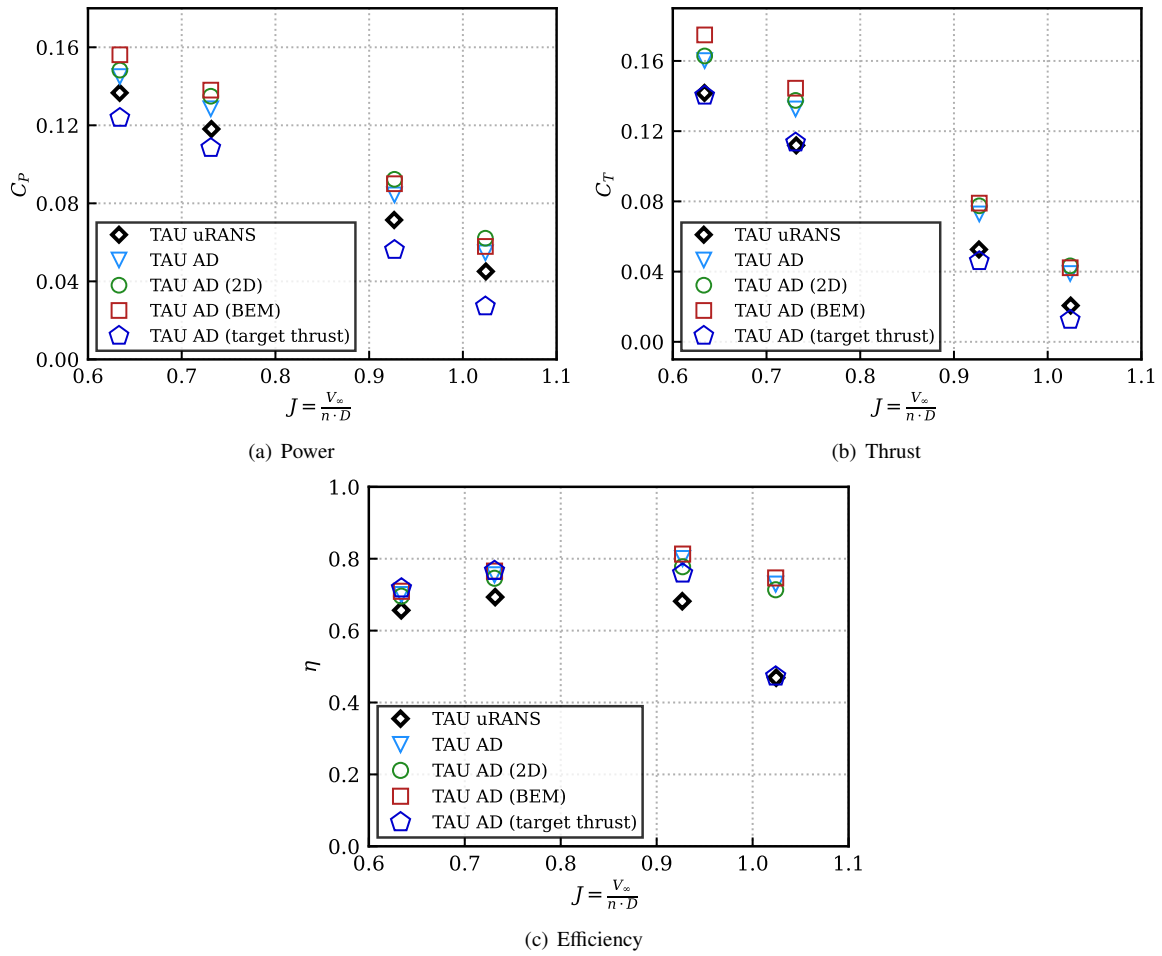 0.16
0.12
0.08
0.04
0.00
C_P
TAU uRANS
TAU AD
TAU AD (2D)
TAU AD (BEM)
TAU AD (target thrust)
0.6 0.7 0.8 0.9 1.0 1.1
J = V∞ / n · D
(a) Power
0.16
0.12
0.08
0.04
0.00
C_T
TAU uRANS
TAU AD
TAU AD (2D)
TAU AD (BEM)
TAU AD (target thrust)
0.6 0.7 0.8 0.9 1.0 1.1
J = V∞ / n · D
(b) Thrust
1.0
0.8
0.6
0.4
0.2
0.0
η
TAU uRANS
TAU AD
TAU AD (2D)
TAU AD (BEM)
TAU AD (target thrust)
0.6 0.7 0.8 0.9 1.0 1.1
J = V∞ / n · D
(c) Efficiency